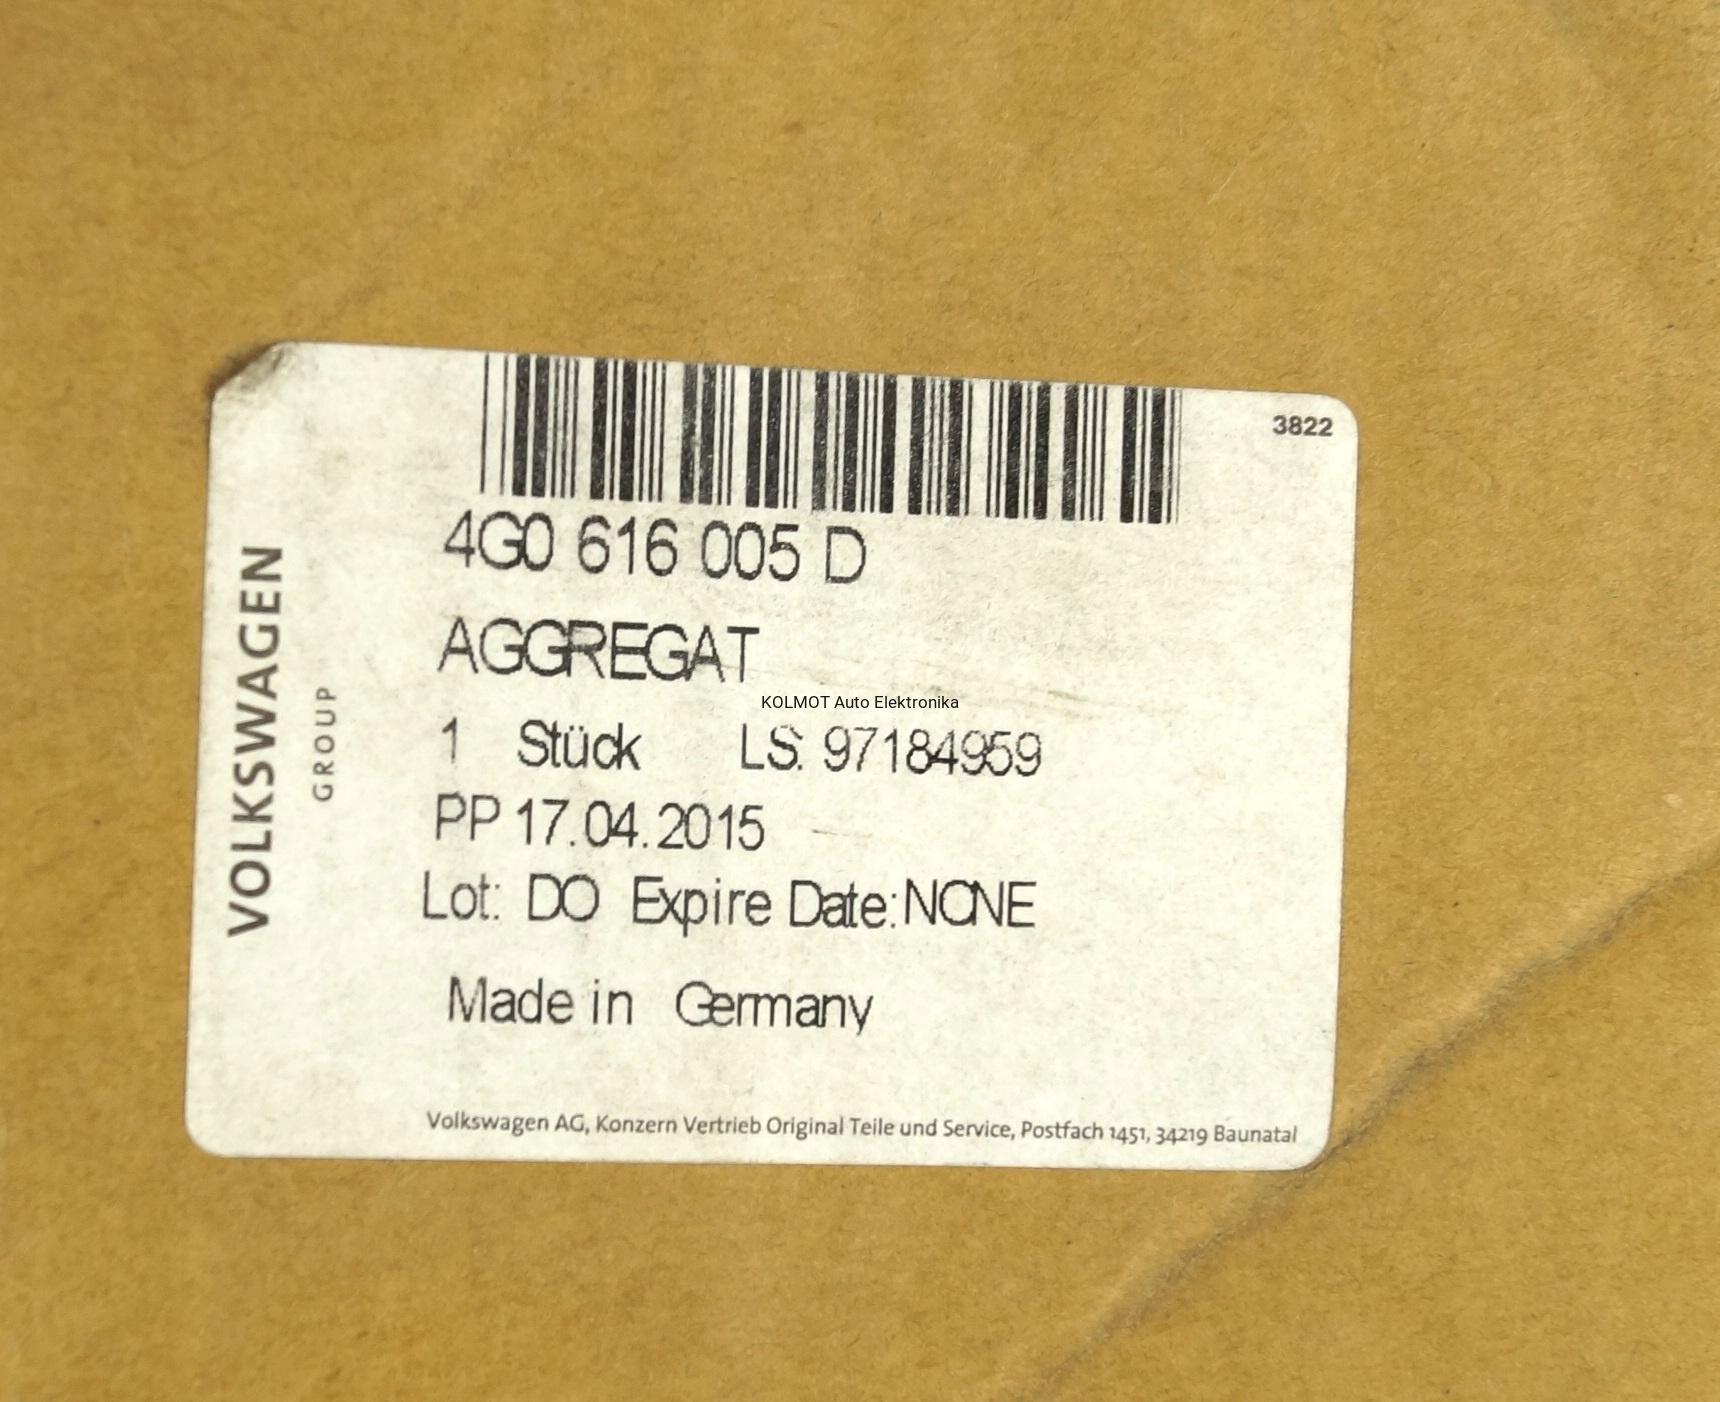 3822
4G0 616 005 D
AGGREGAT
KOLMOT Auto Elektronika
1 Stück LS. 97184959
PP 17.04.2015
Lot: DO Expire Date: NONE
Made in Germany
Volkswagen AG, Konzern Vertrieb Original Teile und Service, Postfach 1451, 34219 Baunatal
VOLKSWAGEN
GROUP